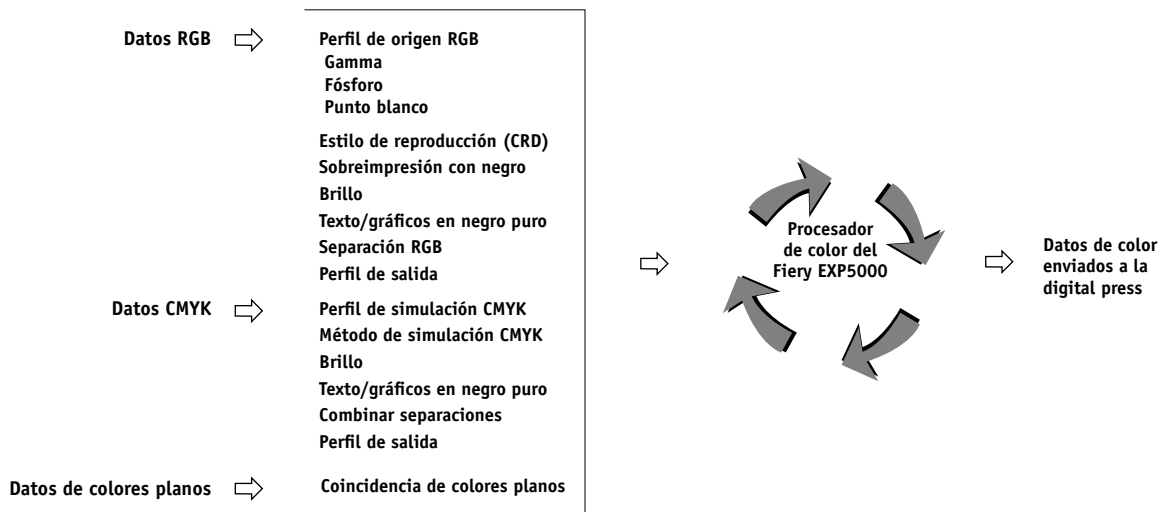 Datos RGB
Perfil de origen RGB
Gamma
Fósforo
Punto blanco
Estilo de reproducción (CRD)
Sobreimpresión con negro
Brillo
Texto/gráficos en negro puro
Separación RGB
Perfil de salida
Datos CMYK
Perfil de simulación CMYK
Método de simulación CMYK
Brillo
Texto/gráficos en negro puro
Combinar separaciones
Perfil de salida
Datos de colores planos
Coincidencia de colores planos
Procesador
de color del
Fiery EXP5000
Datos de color
enviados a la
digital press